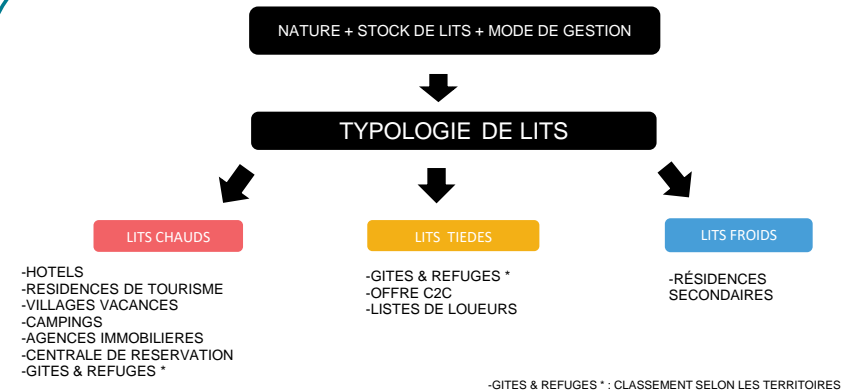 NATURE + STOCK DE LITS + MODE DE GESTION
TYPOLOGIE DE LITS
LITS CHAUDS
-HOTELS
-RESIDENCES DE TOURISME
-VILLAGES VACANCES
-CAMPINGS
-AGENCES IMMOBILIERES
-CENTRALE DE RESERVATION
-GITES & REFUGES *
LITS TIEDES
-GITES & REFUGES *
-OFFRE C2C
-LISTES DE LOUEURS
LITS FROIDS
-RÉSIDENCES
SECONDAIRES
-GITES & REFUGES * : CLASSEMENT SELON LES TERRITOIRES